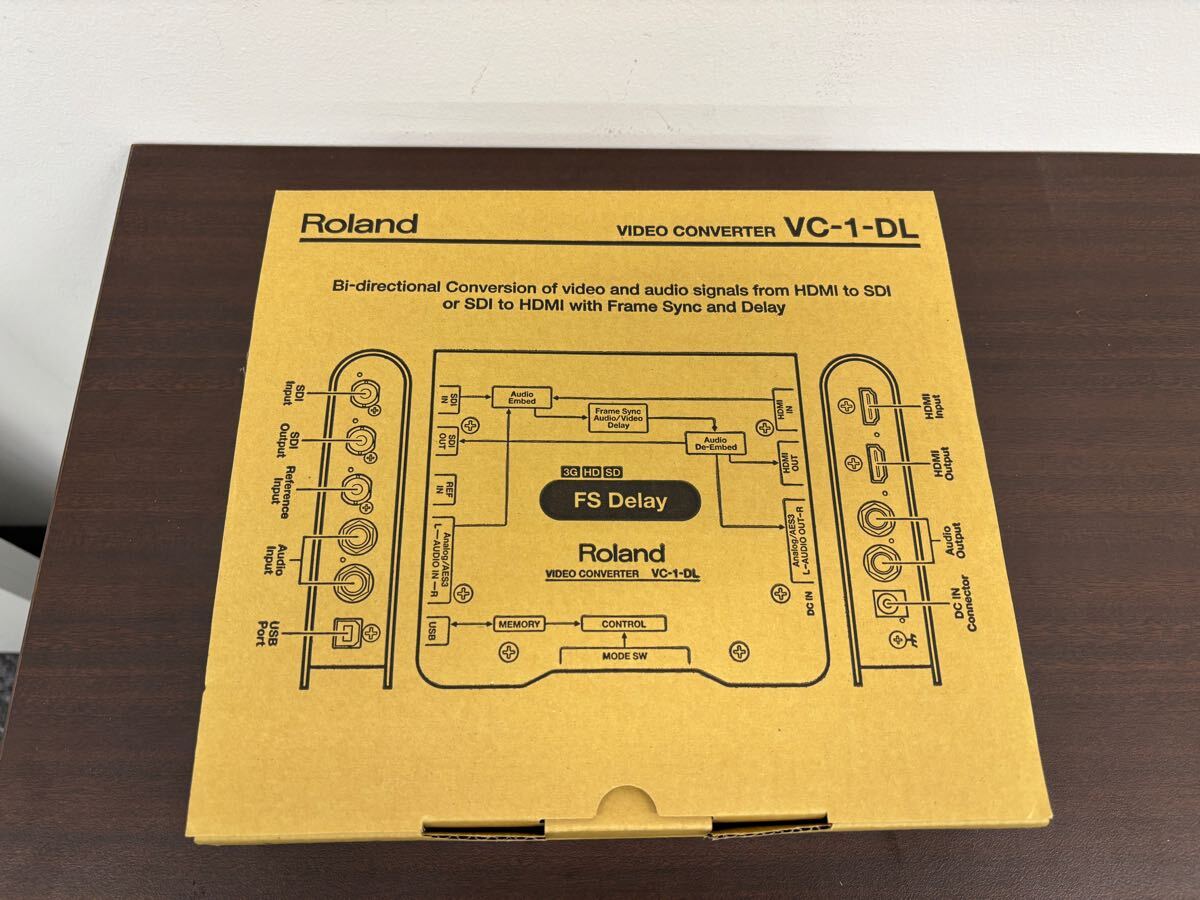 Roland
VIDEO CONVERTER VC-1-DL
Bi-directional Conversion of video and audio signals from HDMI to SDI
or SDI to HDMI with Frame Sync and Delay
SDI
Input
SDI
Output
Reference
Input
Audio
Input
USB
Port
SDI
IN
SDI
OUT
REF
IN
Analog/AES3
L—AUDIO IN—R
USB
Audio
Embed
Frame Sync
Audio/Video
Delay
Audio
De-Embed
3G HD SD
FS Delay
Roland
VIDEO CONVERTER VC-1-DL
MEMORY
CONTROL
MODE SW
HDMI
IN
HDMI
OUT
Analog/AES3
L—AUDIO OUT—R
DC IN
HDMI
Input
HDMI
Output
Audio
Output
DC IN
Connector